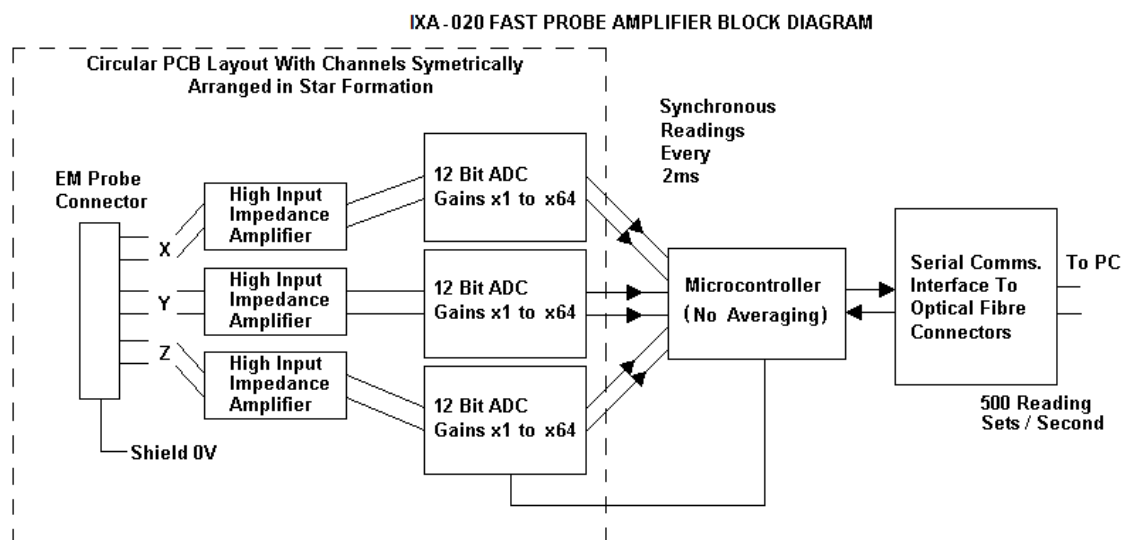 IXA-020 FAST PROBE AMPLIFIER BLOCK DIAGRAM
Circular PCB Layout With Channels Symetrically
Arranged in Star Formation
Synchronous
Readings
Every
2ms
EM Probe
Connector
X
Y
Z
Shield 0V
High Input
Impedance
Amplifier
High Input
Impedance
Amplifier
High Input
Impedance
Amplifier
12 Bit ADC
Gains x1 to x64
12 Bit ADC
Gains x1 to x64
12 Bit ADC
Gains x1 to x64
Microcontroller
(No Averaging)
Serial Comms.
Interface To
Optical Fibre
Connectors
To PC
500 Reading
Sets / Second